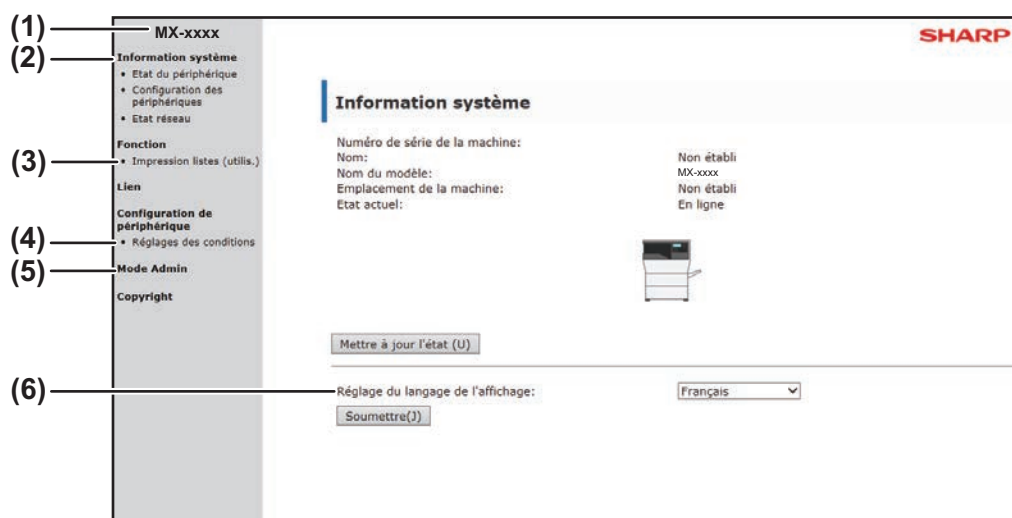 (1)
MX-xxxx
SHARP
(2)
Information système
• Etat du périphérique
• Configuration des
périphériques
• Etat réseau
Fonction
(3)
• Impression listes (utilis.)
Lien
Configuration de
périphérique
(4)
• Réglages des conditions
(5)
Mode Admin
Copyright
Information système
Numéro de série de la machine:
Nom: Non établi
Nom du modèle: MX-xxxx
Emplacement de la machine: Non établi
Etat actuel: En ligne
Mettre à jour l'état (U)
(6)
Réglage du langage de l'affichage: Français
Soumettre(J)